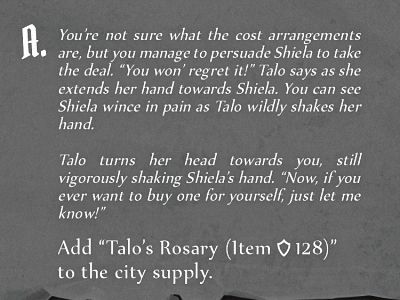 A. You're not sure what the cost arrangements
are, but you manage to persuade Shiela to take
the deal. “You won’ regret it!” Talo says as she
extends her hand towards Shiela. You can see
Shiela wince in pain as Talo wildly shakes her
hand.
Talo turns her head towards you, still
vigorously shaking Shiela's hand. “Now, if you
ever want to buy one for yourself, just let me
know!”
Add “Talo's Rosary (Item 128)”
to the city supply.